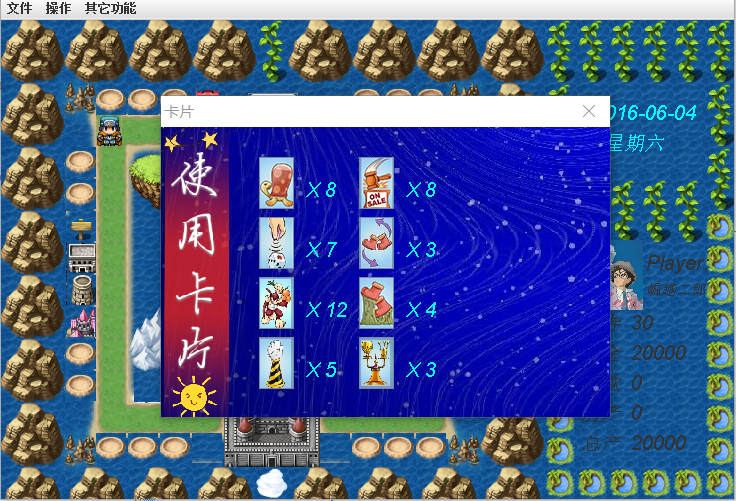 文件 操作 其它功能
卡片
016-06-04
星期六
使用卡片
X 8
X 8
ON SALE
X 7
X 3
X 12
X 4
X 5
X 3
Player
30
20000
0
0
20000